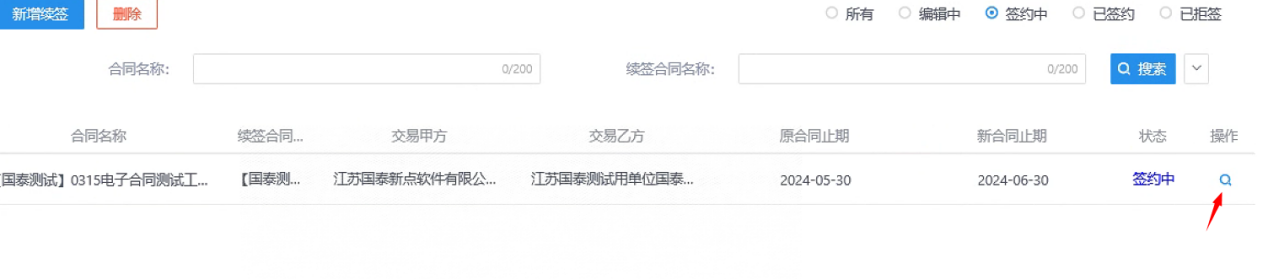 新增续签 删除 所有 编辑中 签约中 已签约 已拒签
合同名称： 0/200 续签合同名称： 0/200 搜索
合同名称 续签合同... 交易甲方 交易乙方 原合同止期 新合同止期 状态 操作
【国泰测试】0315电子合同测试工... 【国泰测... 江苏国泰新点软件有限公... 江苏国泰测试用单位国泰... 2024-05-30 2024-06-30 签约中